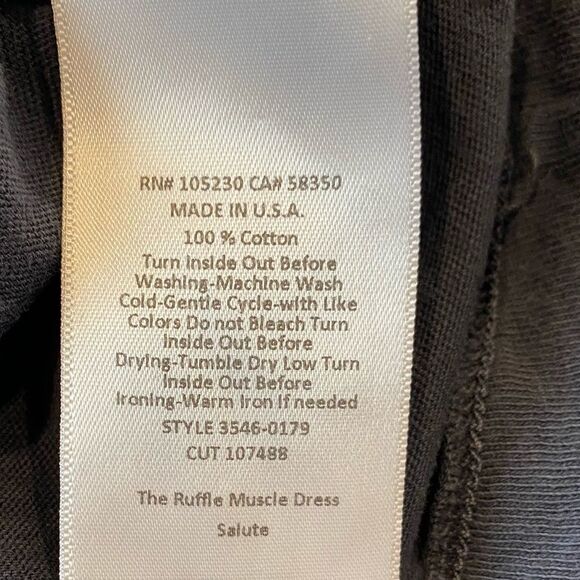 RN# 105230 CA# 58350
MADE IN U.S.A.
100 % Cotton
Turn Inside Out Before
Washing-Machine Wash
Cold-Gentle Cycle-with Like
Colors Do not Bleach Turn
Inside Out Before
Drying-Tumble Dry Low Turn
Inside Out Before
Ironing-Warm Iron If needed
STYLE 3546-0179
CUT 107488
The Ruffle Muscle Dress
Salute